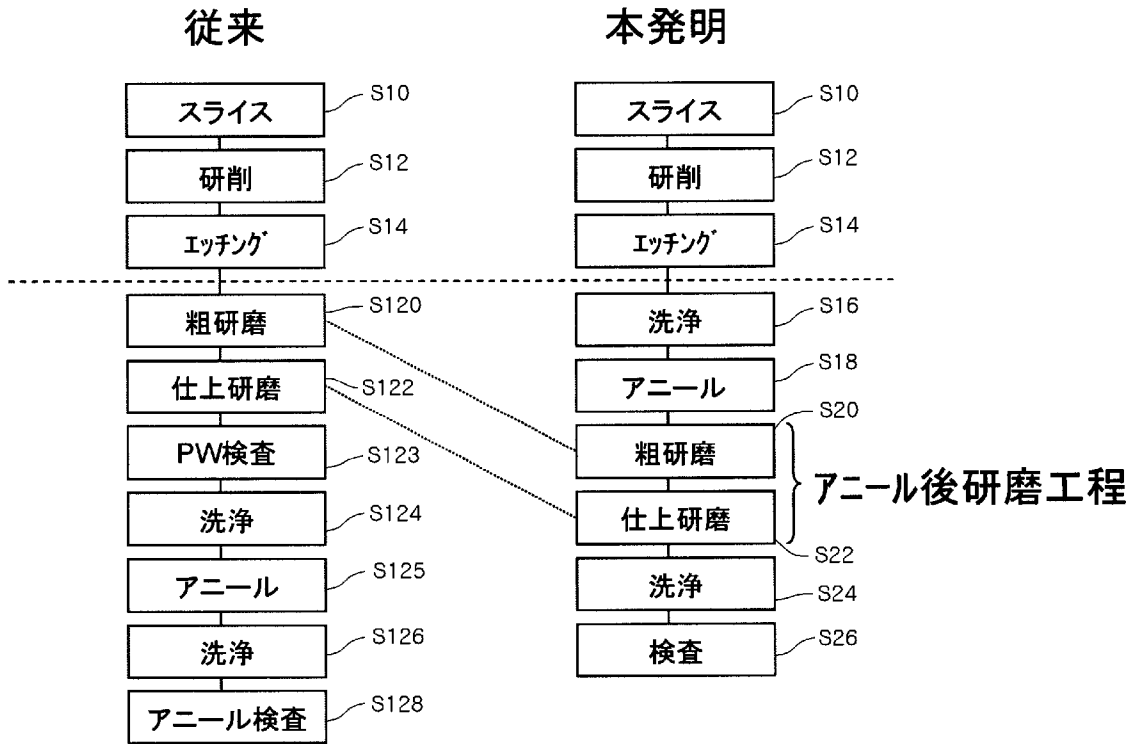 従来
スライス
S10
研削
S12
エッチング
S14
粗研磨
S120
仕上研磨
S122
PW検査
S123
洗浄
S124
アニール
S125
洗浄
S126
アニール検査
S128
本発明
スライス
S10
研削
S12
エッチング
S14
洗浄
S16
アニール
S18
粗研磨
S20
仕上研磨
S22
アニール後研磨工程
洗浄
S24
検査
S26